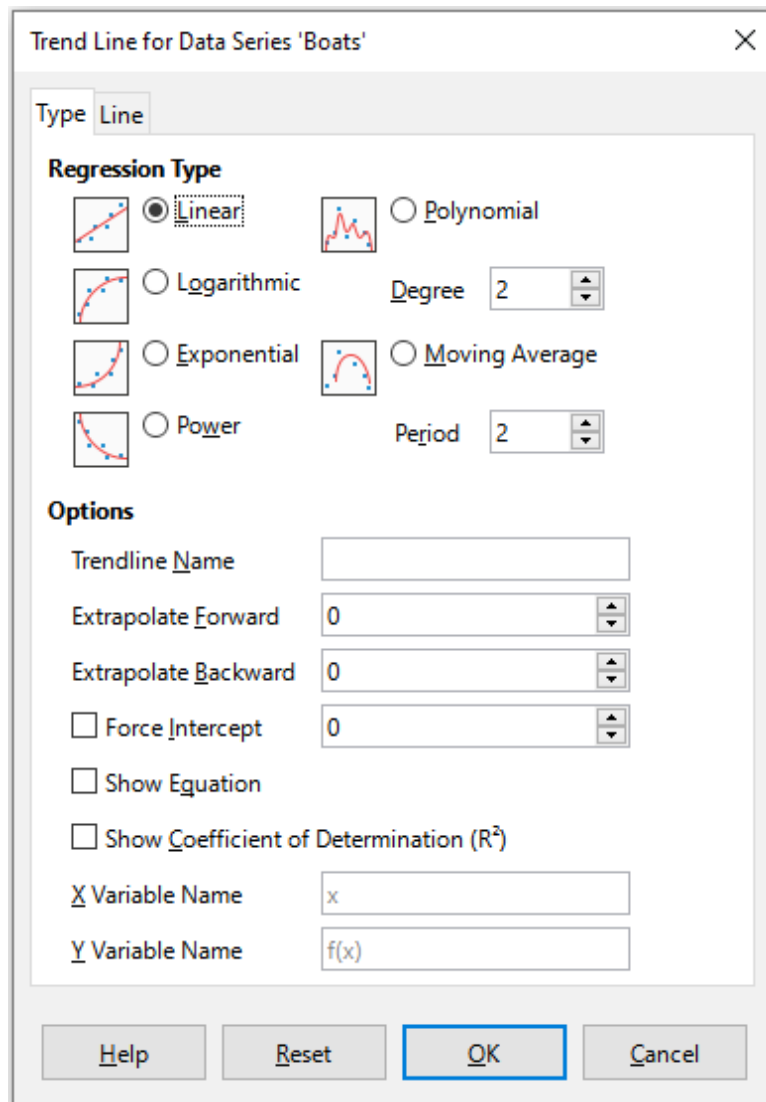 Trend Line for Data Series 'Boats'
Type Line
Regression Type
Linear Polynomial
Logarithmic Degree 2
Exponential Moving Average
Power Period 2
Options
Trendline Name
Extrapolate Forward 0
Extrapolate Backward 0
Force Intercept 0
Show Equation
Show Coefficient of Determination (R²)
X Variable Name x
Y Variable Name f(x)
Help Reset OK Cancel